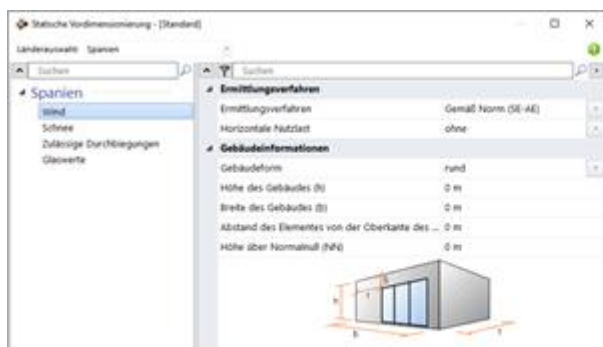 Statische Vordimensionierung - [Standard]
Länderauswahl Spanien
Suchen
Suchen
Spanien
Wind
Schnee
Zulässige Durchbiegungen
Glaswerte
Ermittlungsverfahren
Ermittlungsverfahren Gemäß Norm (SE-AE)
Horizontale Nutzlast ohne
Gebäudeinformationen
Gebäudeform rund
Höhe des Gebäudes (h) 0 m
Breite des Gebäudes (b) 0 m
Abstand des Elementes von der Oberkante des ... 0 m
Höhe über Normalnull (NN) 0 m
h
b